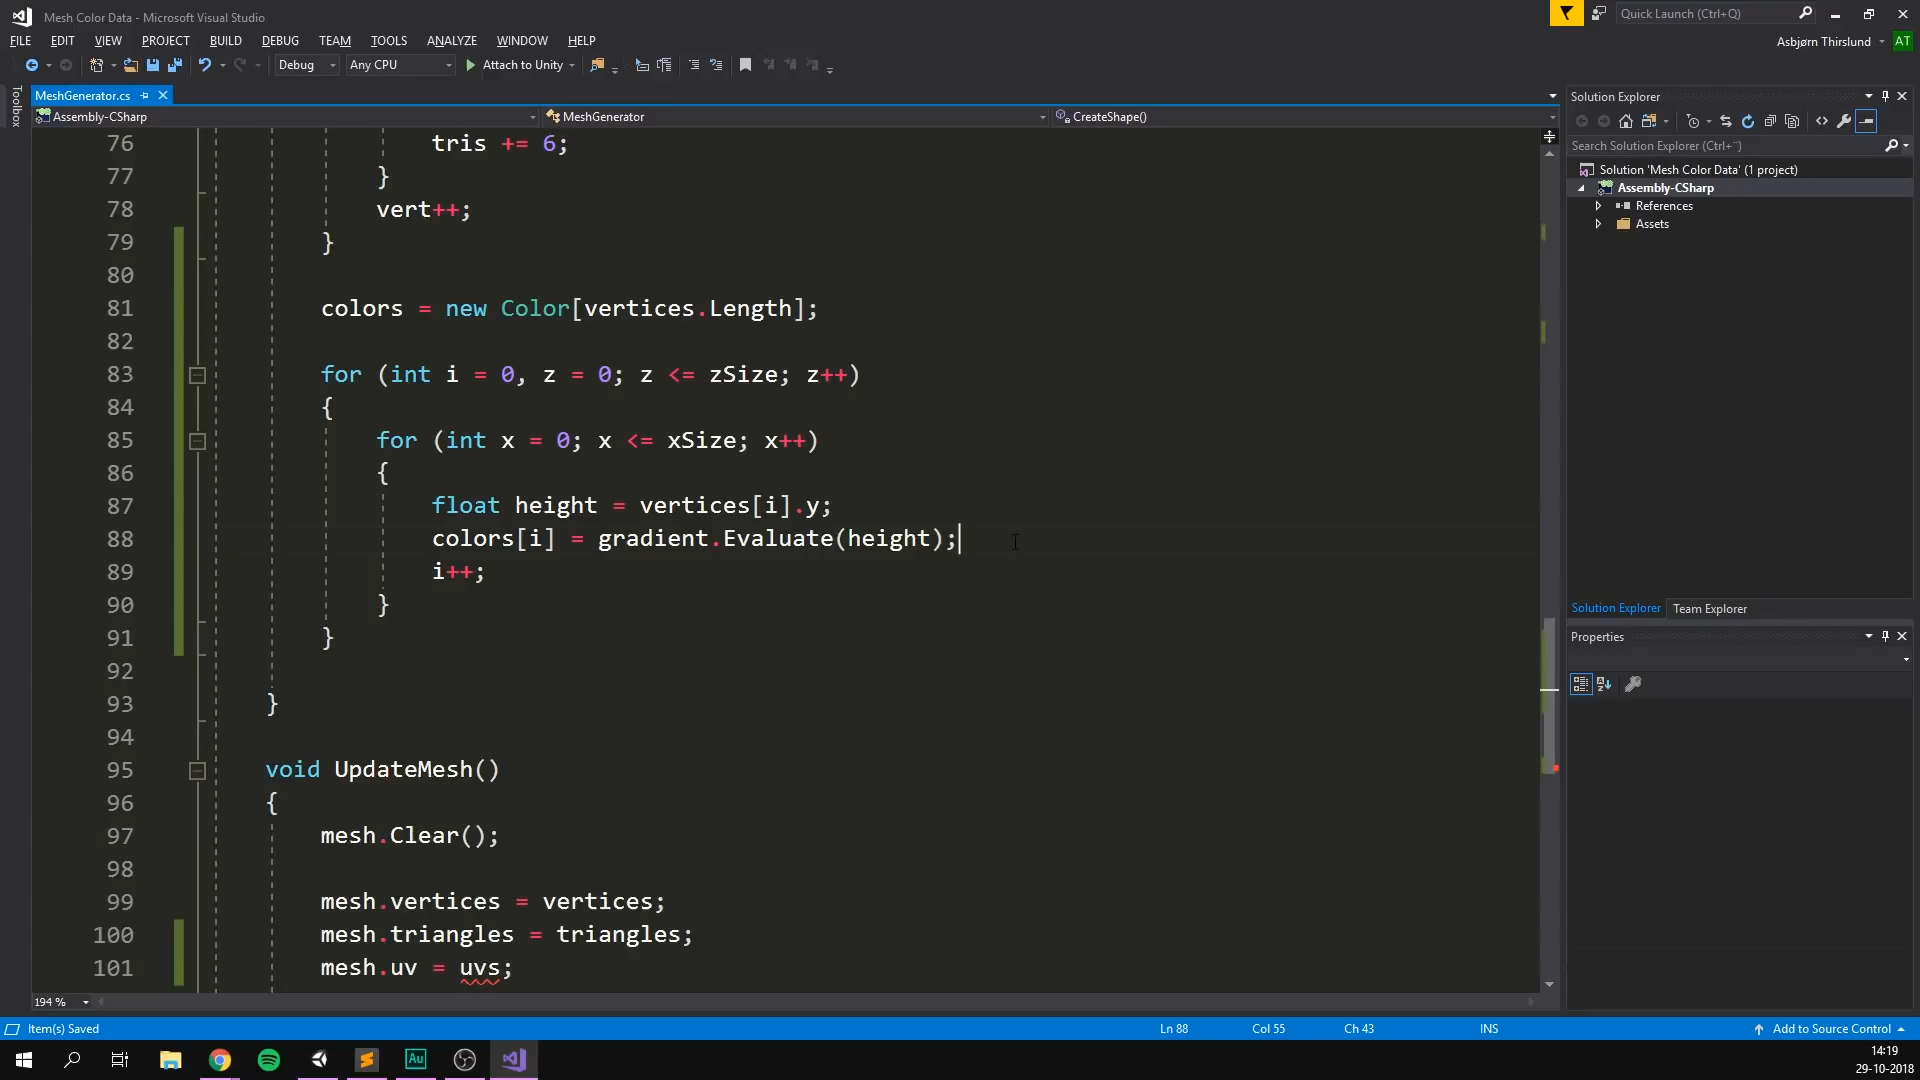 Mesh Color Data - Microsoft Visual Studio
Quick Launch (Ctrl+Q)
FILE EDIT VIEW PROJECT BUILD DEBUG TEAM TOOLS ANALYZE WINDOW HELP
Asbjørn Thirslund AT
Debug Any CPU Attach to Unity
Toolbox
MeshGenerator.cs
Assembly-CSharp MeshGenerator CreateShape()
76 tris += 6;
77 }
78 vert++;
79 }
80
81 colors = new Color[vertices.Length];
82
83 for (int i = 0, z = 0; z <= zSize; z++)
84 {
85 for (int x = 0; x <= xSize; x++)
86 {
87 float height = vertices[i].y;
88 colors[i] = gradient.Evaluate(height);
89 i++;
90 }
91 }
92
93 }
94
95 void UpdateMesh()
96 {
97 mesh.Clear();
98
99 mesh.vertices = vertices;
100 mesh.triangles = triangles;
101 mesh.uv = uvs;
194 %
Solution Explorer
Search Solution Explorer (Ctrl+¨)
Solution 'Mesh Color Data' (1 project)
Assembly-CSharp
References
Assets
Solution Explorer Team Explorer
Properties
Item(s) Saved Ln 88 Col 55 Ch 43 INS Add to Source Control
Au
14:19
29-10-2018